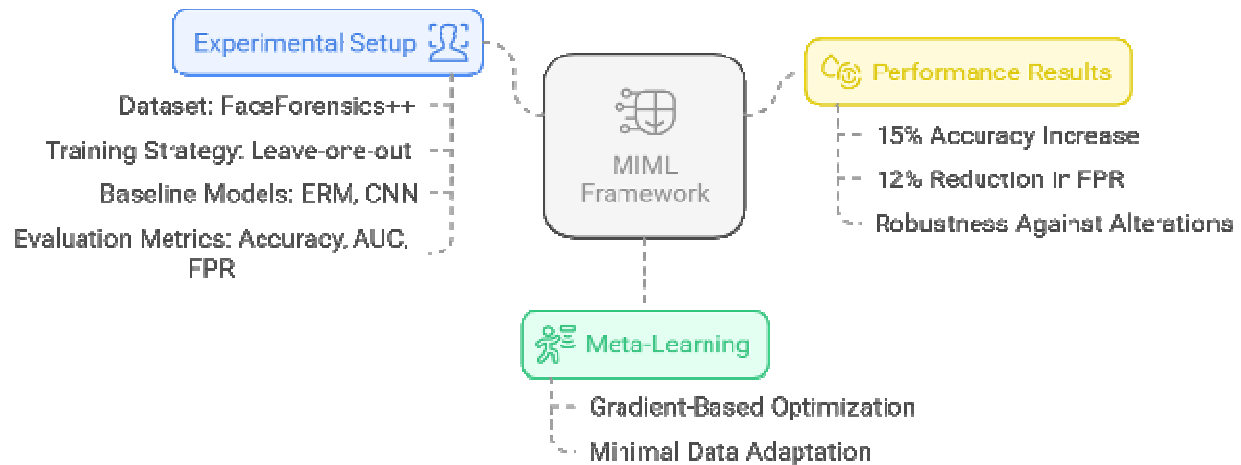 Experimental Setup
Dataset: FaceForensics++
Training Strategy: Leave-one-out
Baseline Models: ERM, CNN
Evaluation Metrics: Accuracy, AUC,
FPR
MIML
Framework
Performance Results
15% Accuracy Increase
12% Reduction in FPR
Robustness Against Alterations
Meta-Learning
Gradient-Based Optimization
Minimal Data Adaptation